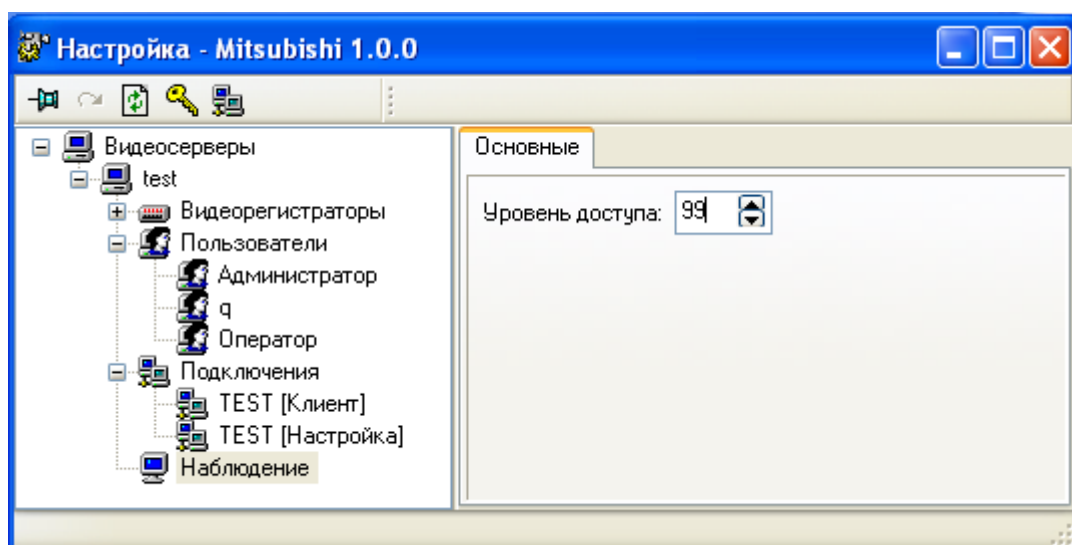 Настройка - Mitsubishi 1.0.0
Видеосерверы
test
Видеорегистраторы
Пользователи
Администратор
q
Оператор
Подключения
TEST [Клиент]
TEST [Настройка]
Наблюдение
Основные
Уровень доступа: 99